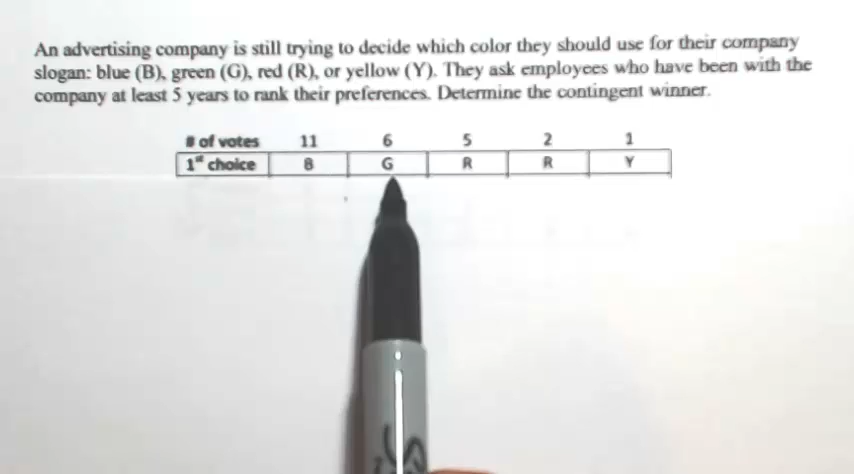 An advertising company is still trying to decide which color they should use for their company
slogan: blue (B), green (G), red (R), or yellow (Y). They ask employees who have been with the
company at least 5 years to rank their preferences. Determine the contingent winner.
# of votes 11 6 5 2 1
1st choice B G R R Y